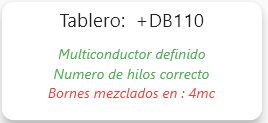 Tablero: +DB110
Multiconductor definido
Numero de hilos correcto
Bornes mezclados en : 4mc